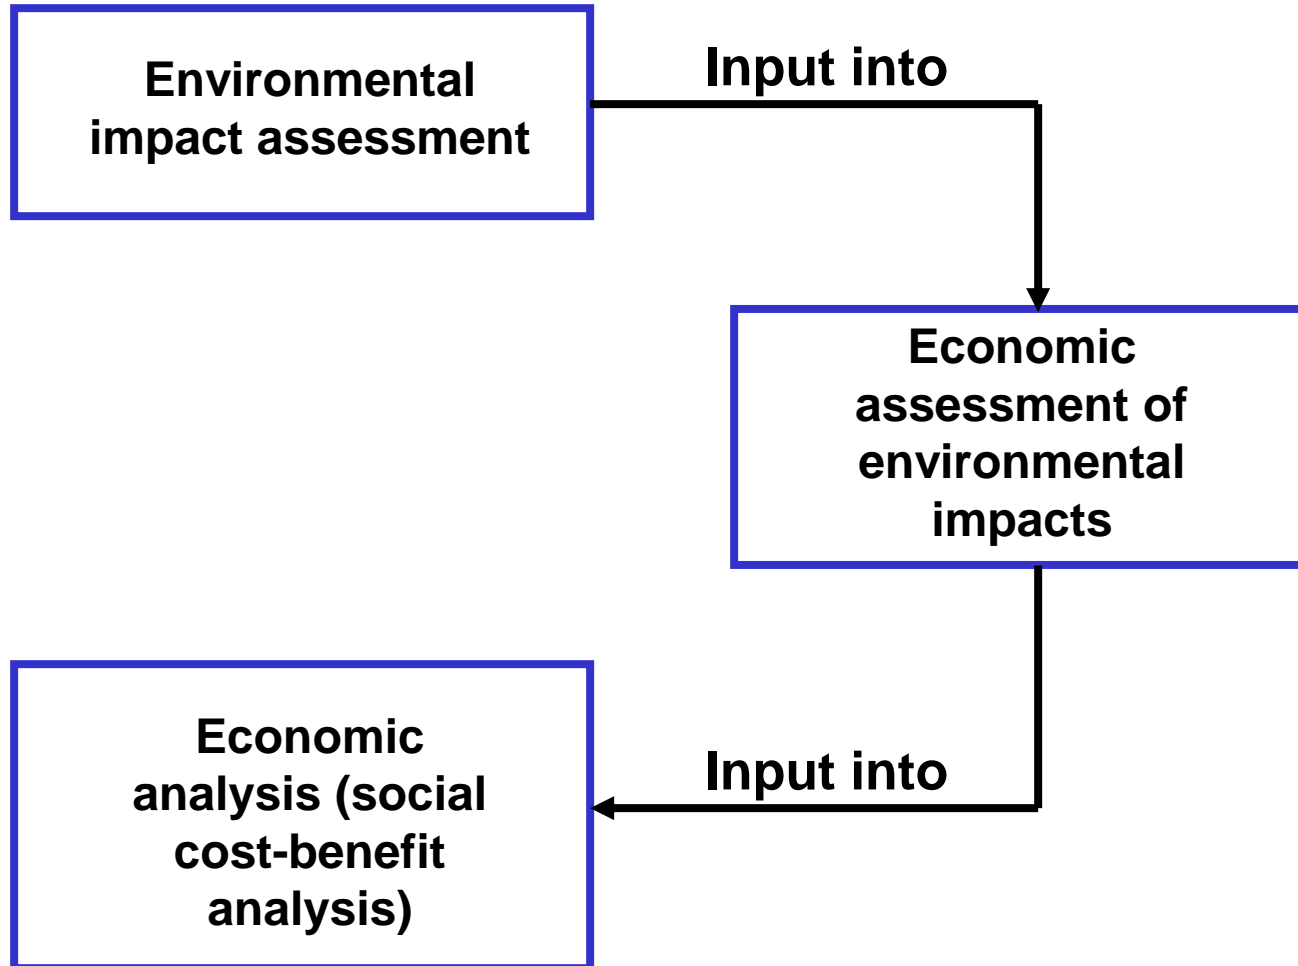 Environmental
impact assessment
Input into
Economic
assessment of
environmental
impacts
Input into
Economic
analysis (social
cost-benefit
analysis)